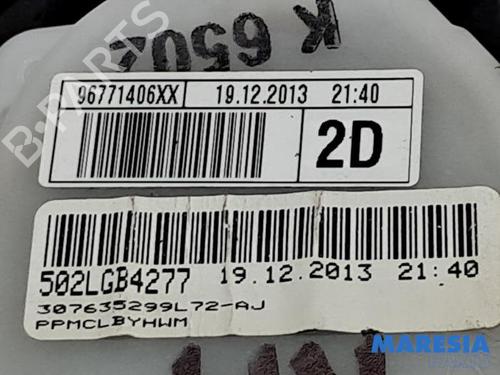 K 650
96771406XX 19.12.2013 21:40
2D
502LGB4277 19.12.2013 21:40
307635299L72-AJ
PPMCLBYHWM
B-PARTS
MARESIA